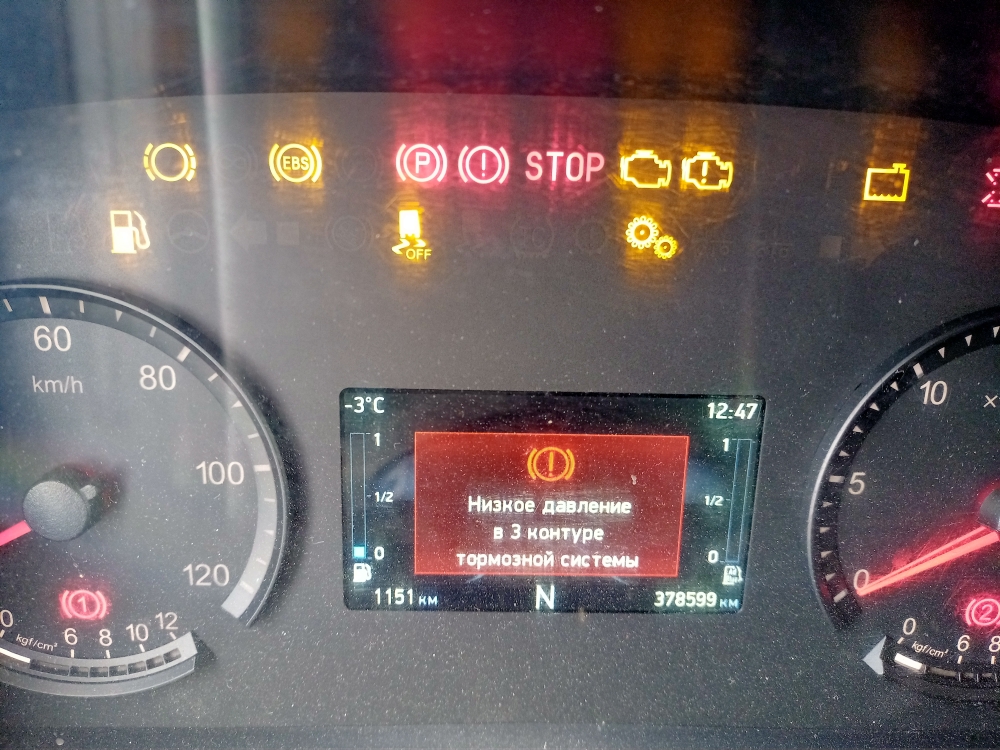 EBS
P
!
STOP
!
OFF
60
km/h
80
100
120
1
0
kgf/cm²
6
8
10
12
-3°C
12:47
1
1/2
0
1
1/2
0
!
Низкое давление
в 3 контуре
тормозной системы
1151 км
N
378599 км
10
×
5
0
2
0
kgf/cm²
6
8